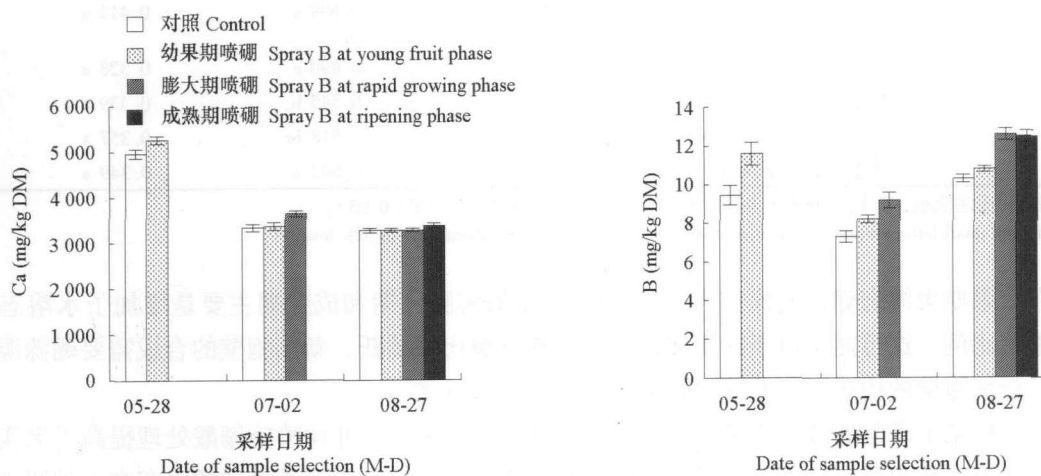 对照 Control
幼果期喷硼 Spray B at young fruit phase
膨大期喷硼 Spray B at rapid growing phase
成熟期喷硼 Spray B at ripening phase
Ca (mg/kg DM)
6 000
5 000
4 000
3 000
2 000
1 000
0
05-28 07-02 08-27
采样日期
Date of sample selection (M-D)
B (mg/kg DM)
14
12
10
8
6
4
2
0
05-28 07-02 08-27
采样日期
Date of sample selection (M-D)